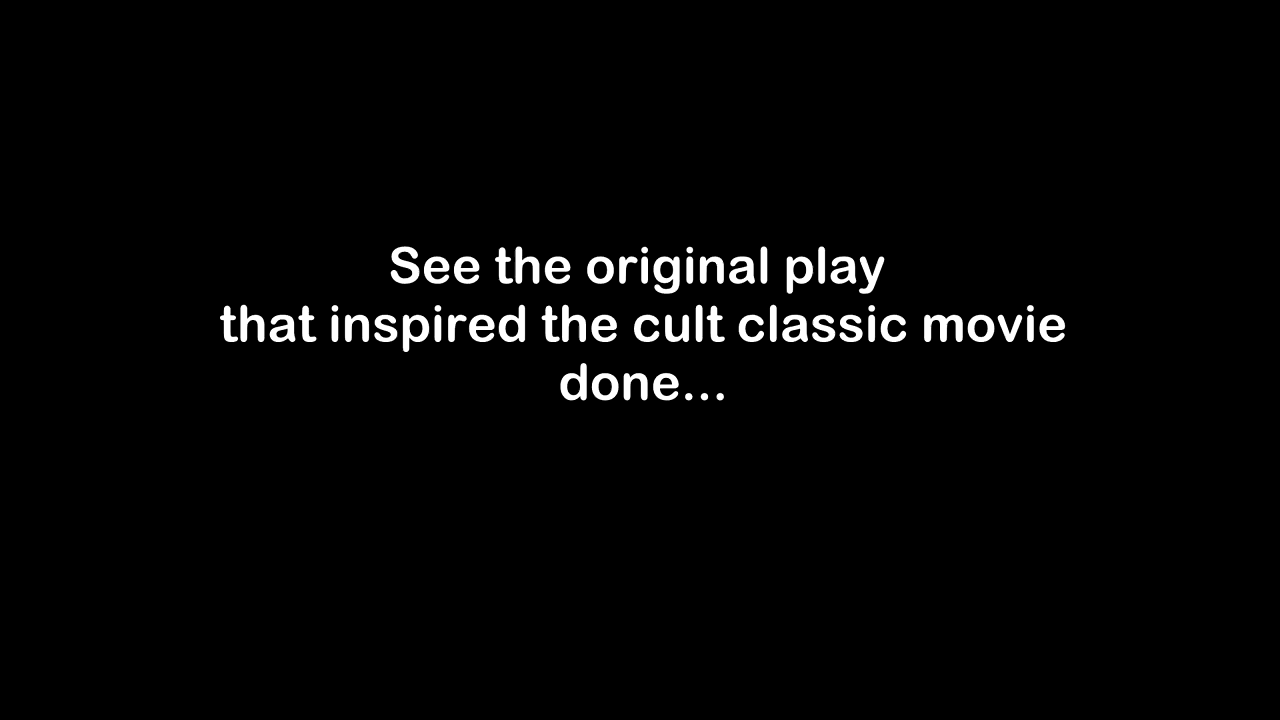 See the original play
that inspired the cult classic movie
done...